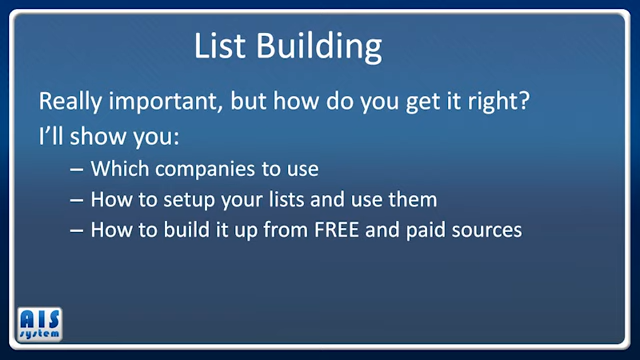 List Building
Really important, but how do you get it right?
I'll show you:
– Which companies to use
– How to setup your lists and use them
– How to build it up from FREE and paid sources
AIS
system